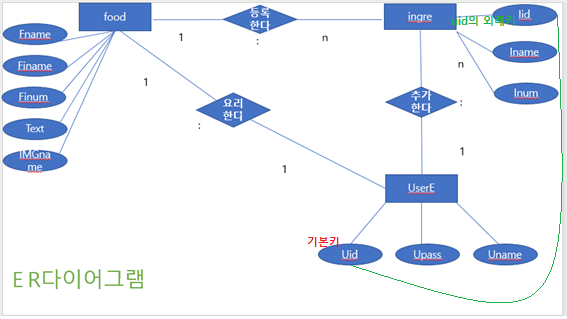 food
등록
한다
ingre
Iid
uid의 외래키
1
:
n
Fname
Finame
Finum
Text
IMGna
me
Iname
Inum
1
요리
한다
:
1
n
추가
한다
:
1
UserE
기본키
Uid
Upass
Uname
E R다이어그램